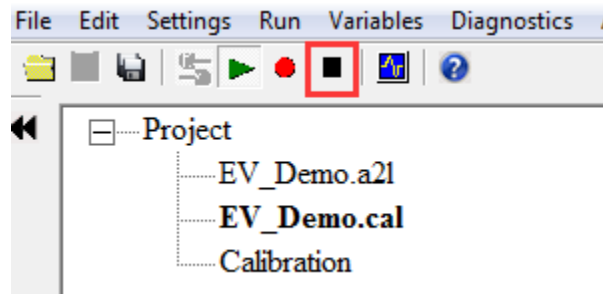 File Edit Settings Run Variables Diagnostics
Project
EV_Demo.a2l
EV_Demo.cal
Calibration